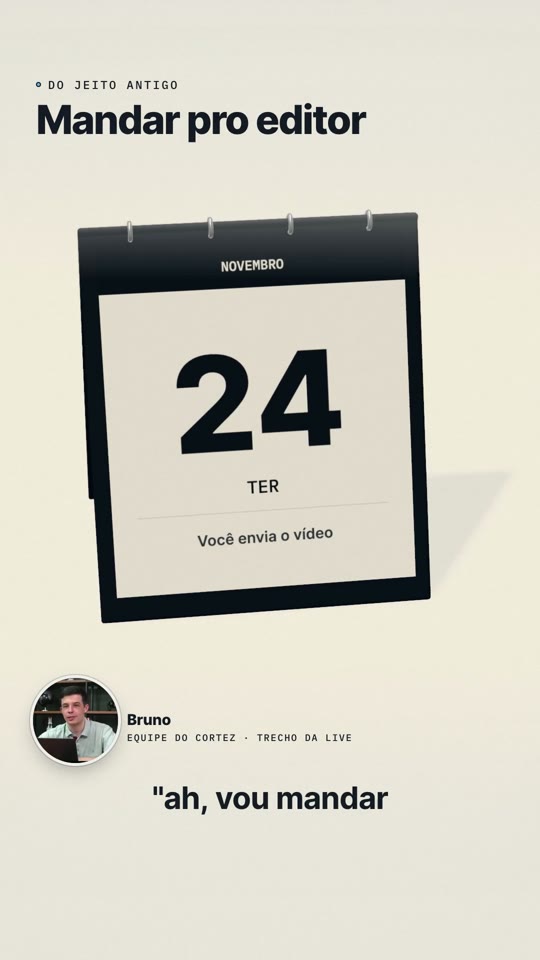 DO JEITO ANTIGO
Mandar pro editor
NOVEMBRO
24
TER
Você envia o vídeo
Bruno
EQUIPE DO CORTEZ · TRECHO DA LIVE
"ah, vou mandar